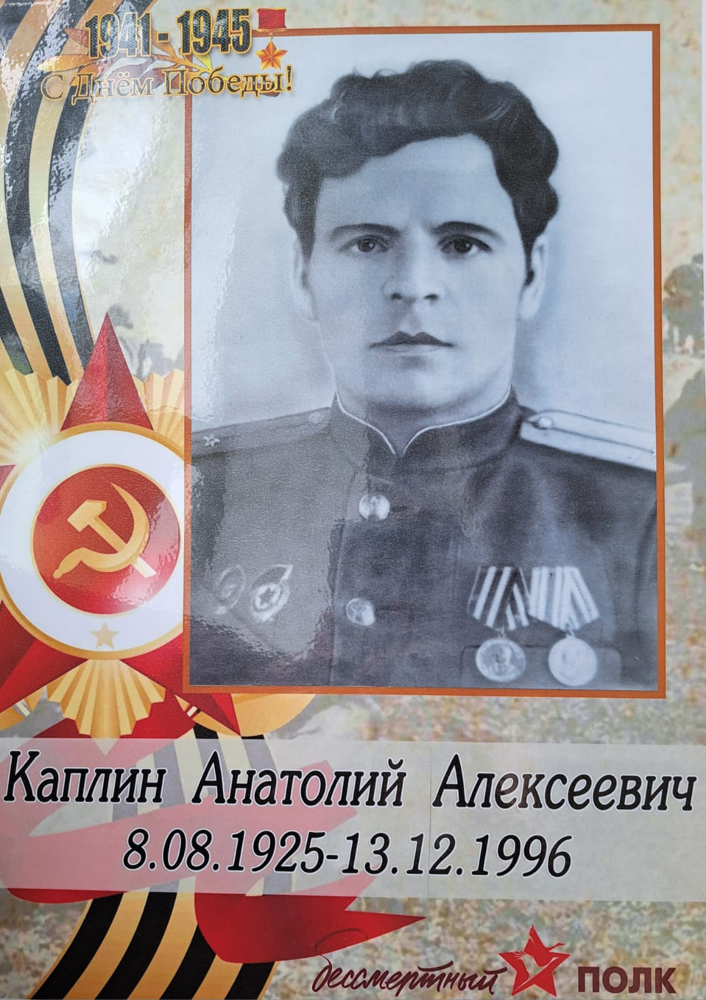 1941 - 1945
С Днём Победы!
Каплин Анатолий Алексеевич
8.08.1925-13.12.1996
бессмертный ПОЛК